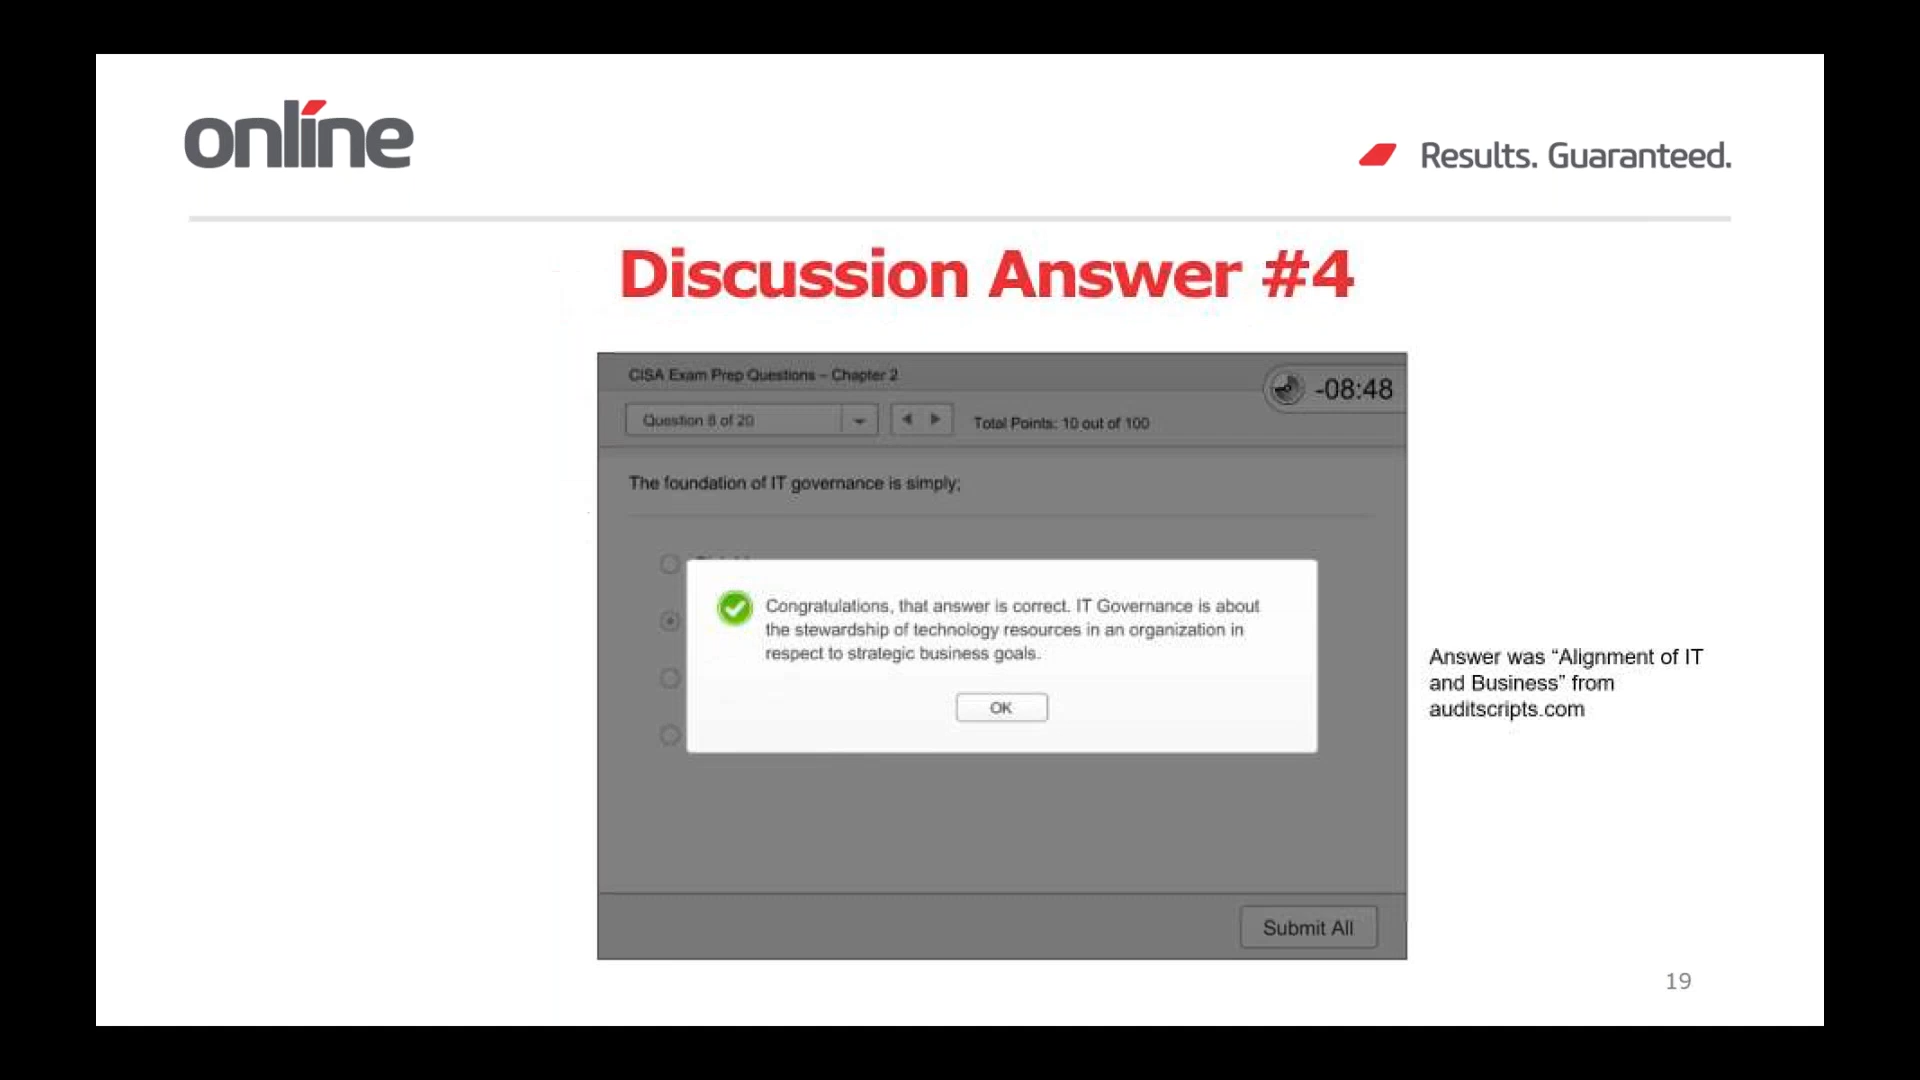 online
Results. Guaranteed.
Discussion Answer #4
CISA Exam Prep Questions – Chapter 2
-08:48
Question 8 of 20
Total Points: 10 out of 100
The foundation of IT governance is simply;
Congratulations, that answer is correct. IT Governance is about
the stewardship of technology resources in an organization in
respect to strategic business goals.
OK
Answer was “Alignment of IT
and Business” from
auditscripts.com
Submit All
19